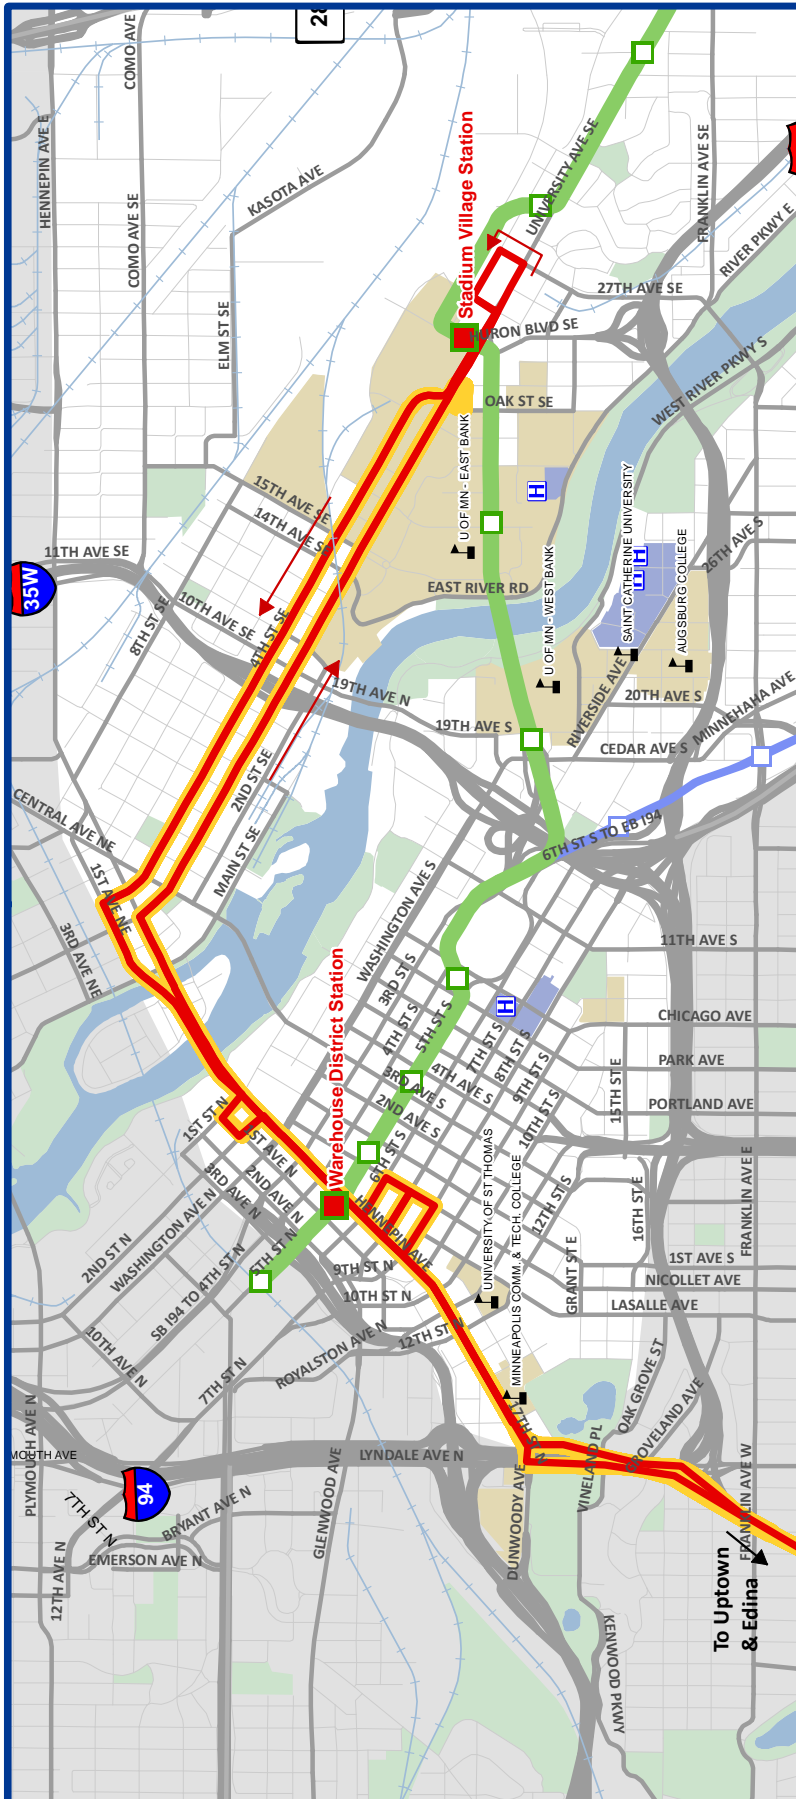 28
COMO AVE
HENNEPIN AVE E
COMO AVE SE
KASOTA AVE
ELM ST SE
Stadium Village Station
UNIVERSITY AVE SE
FRANKLIN AVE SE
RIVER PKWY E
27TH AVE SE
HURON BLVD SE
WEST RIVER PKWY S
OAK ST SE
U OF MN - EAST BANK
H
15TH AVE SE
14TH AVE SE
11TH AVE SE
35W
10TH AVE SE
8TH ST SE
4TH ST SE
EAST RIVER RD
U OF MN - WEST BANK
SAINT CATHERINE UNIVERSITY
H
H
AUGSBURG COLLEGE
26TH AVE S
19TH AVE N
19TH AVE S
RIVERSIDE AVE
20TH AVE S
MINNEHAHA AVE
CEDAR AVE S
2ND ST SE
MAIN ST SE
CENTRAL AVE NE
1ST AVE NE
3RD AVE NE
6TH ST S TO EB I94
WASHINGTON AVE S
3RD ST S
4TH ST S
5TH ST S
11TH AVE S
H
CHICAGO AVE
7TH ST S
8TH ST S
9TH ST S
10TH ST S
PARK AVE
15TH ST E
PORTLAND AVE
4TH AVE S
3RD AVE S
2ND AVE S
6TH ST S
Warehouse District Station
1ST ST N
1ST AVE N
2ND AVE N
3RD AVE N
HENNEPIN AVE
UNIVERSITY OF ST THOMAS
MINNEAPOLIS COMM. & TECH. COLLEGE
12TH ST S
16TH ST E
FRANKLIN AVE E
1ST AVE S
NICOLLET AVE
LASALLE AVE
GRANT ST E
2ND ST N
WASHINGTON AVE N
SB I94 TO 4TH ST N
5TH ST N
9TH ST N
10TH ST N
12TH ST N
10TH AVE N
7TH ST N
ROYALSTON AVE N
17TH ST N
OAK GROVE ST
GROVELAND AVE
VINELAND PL
PLYMOUTH AVE N
MOUTH AVE
94
LYNDALE AVE N
GLENWOOD AVE
DUNWOODY AVE
FRANKLIN AVE W
7TH ST N
BRYANT AVE N
EMERSON AVE N
12TH AVE N
To Uptown
& Edina
KENWOOD PKWY